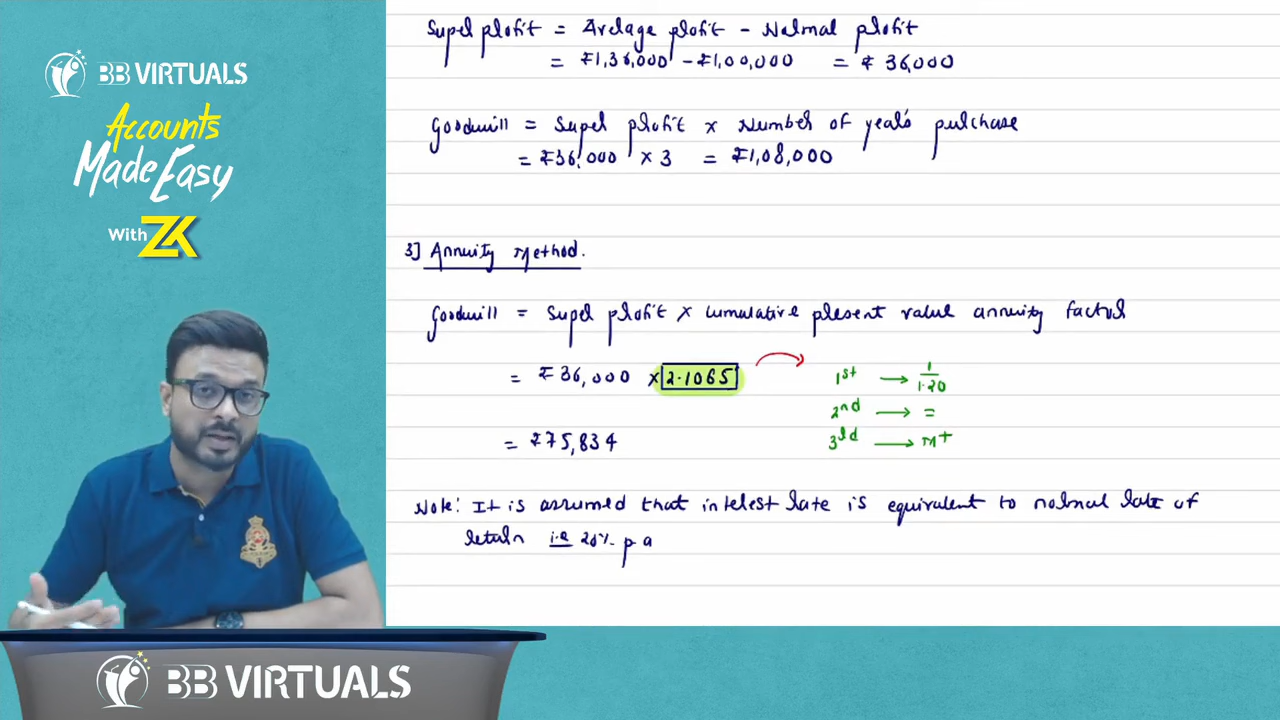 BB VIRTUALS
Accounts
Made Easy
With ZK
Super profit = Average profit - Normal profit
= ₹1,36,000 - ₹1,00,000 = ₹ 36,000
Goodwill = Super profit × Number of year's purchase
= ₹36,000 × 3 = ₹1,08,000
3] Annuity Method.
Goodwill = Super profit × cumulative present value annuity factor
= ₹36,000 × 2.1065
1st → 1/1.20
2nd → =
3rd → M+
= ₹75,834
Note: It is assumed that interest rate is equivalent to normal rate of
return i.e 20% p a
BB VIRTUALS